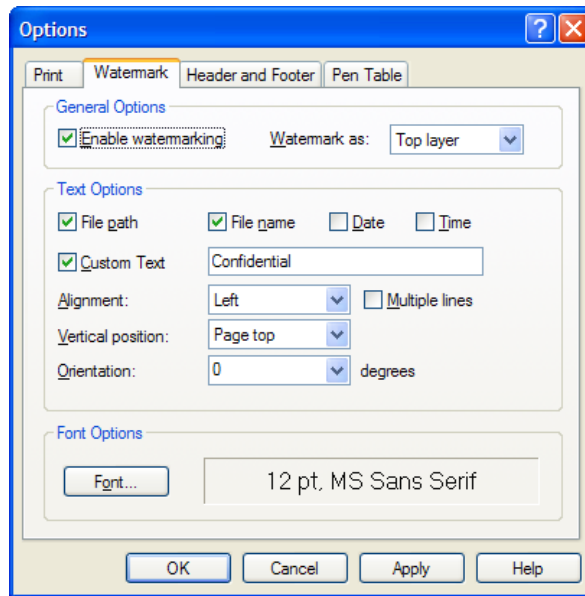 Options
Print Watermark Header and Footer Pen Table
General Options
Enable watermarking Watermark as: Top layer
Text Options
File path File name Date Time
Custom Text Confidential
Alignment: Left Multiple lines
Vertical position: Page top
Orientation: 0 degrees
Font Options
Font... 12 pt, MS Sans Serif
OK Cancel Apply Help